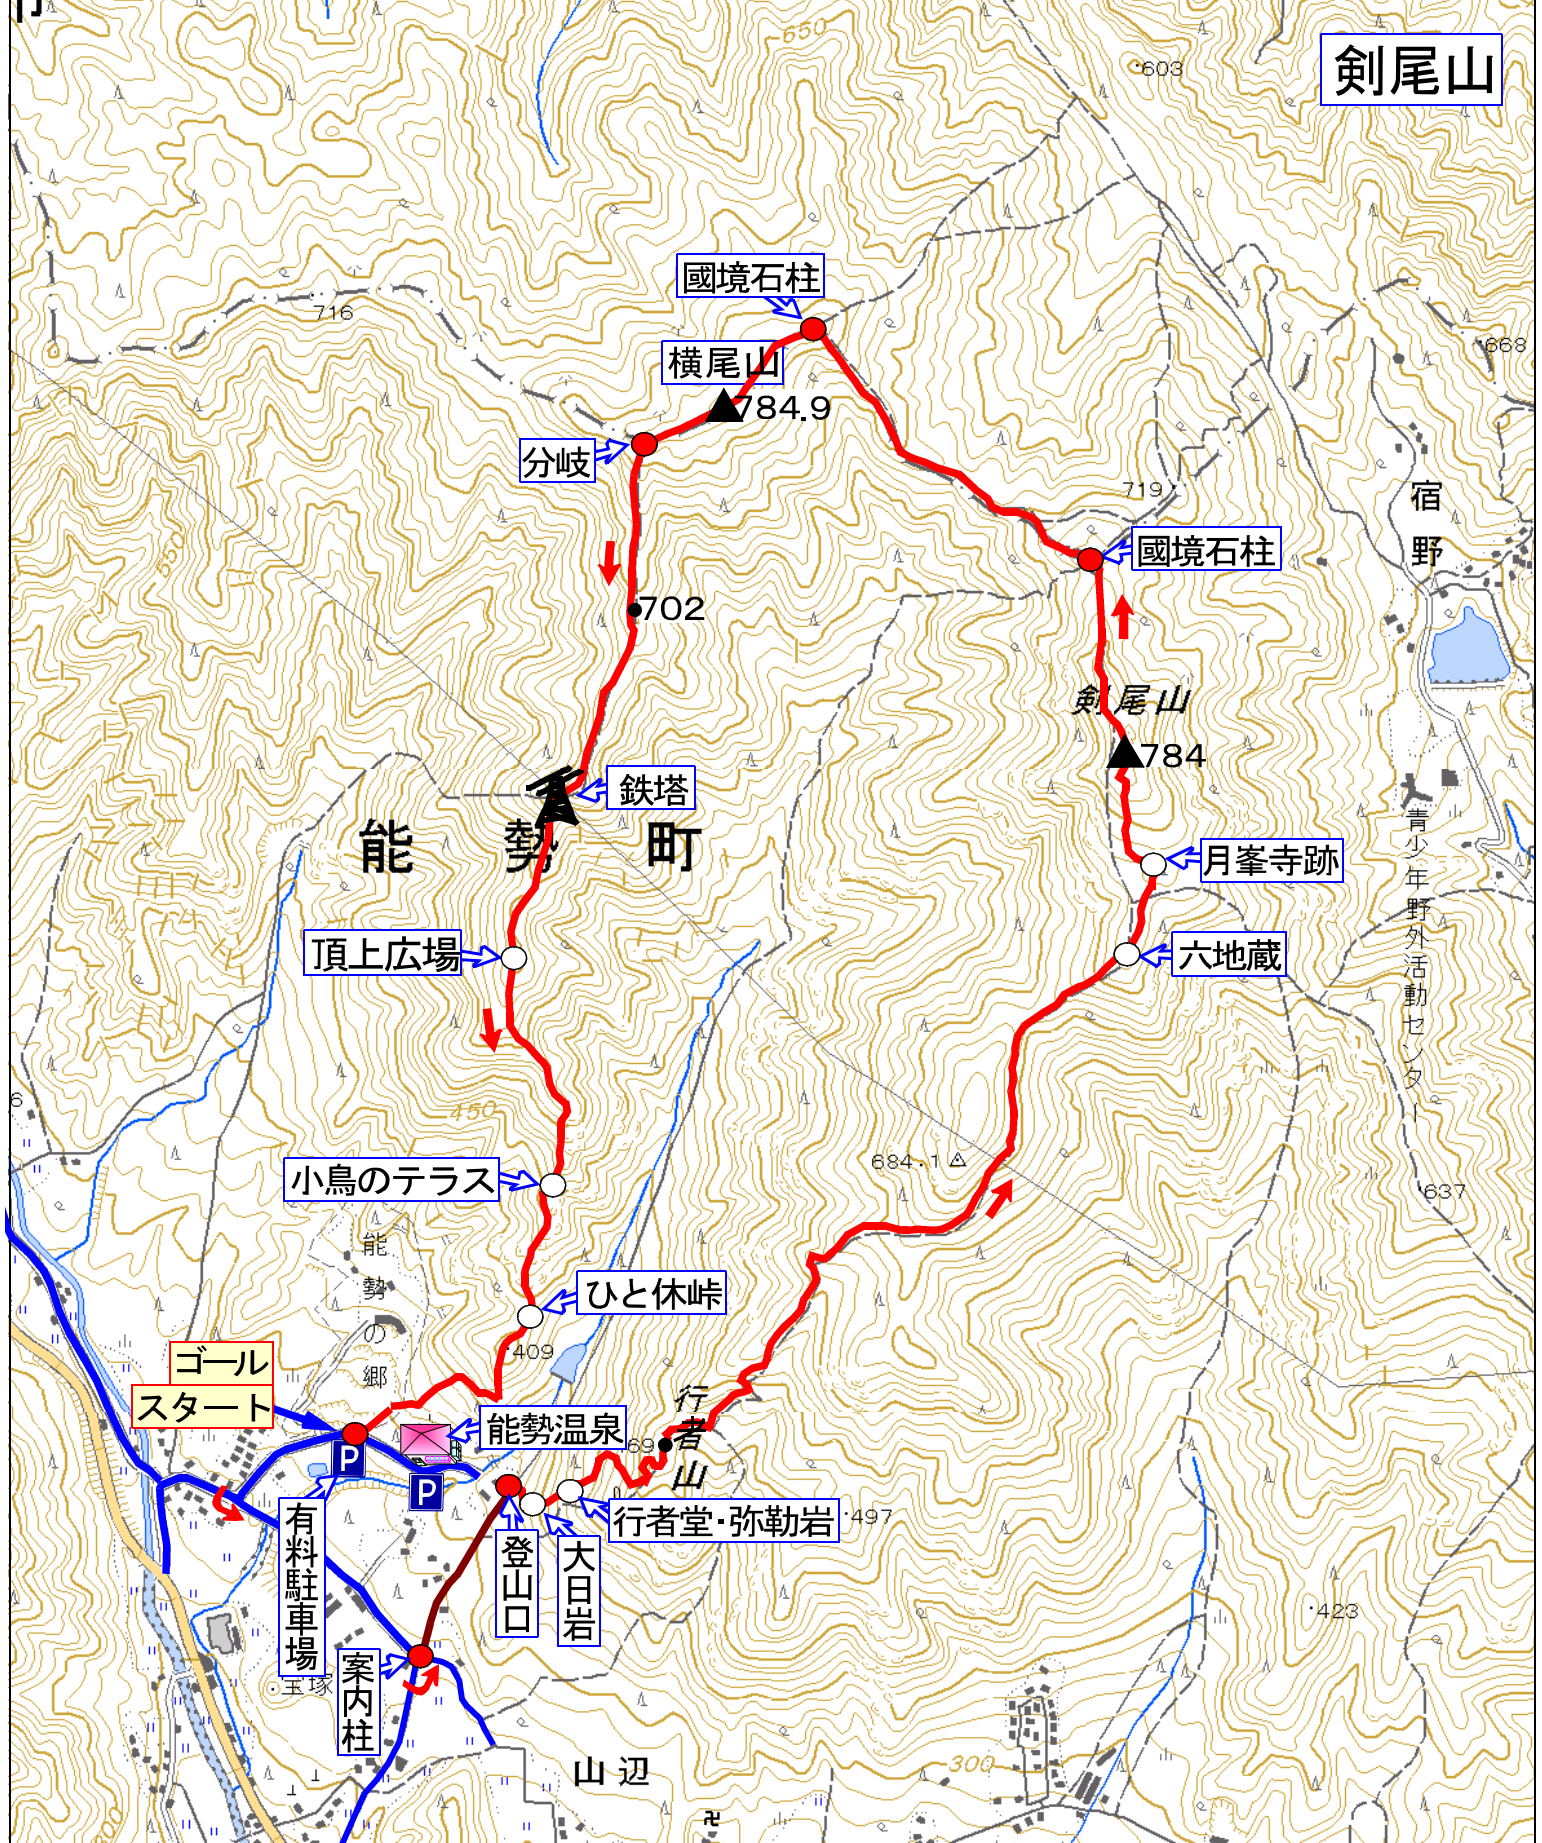 剣尾山
650
603
國境石柱
716
668
横尾山
784.9
分岐
719
宿野
國境石柱
550
702
剣尾山
784
鉄塔
能勢町
青少年野外活動センター
月峯寺跡
頂上広場
六地蔵
450
684.1
小鳥のテラス
637
能勢の郷
ひと休峠
409
ゴール
スタート
行者山
能勢温泉
P
P
69
行者堂・弥勒岩
497
有料駐車場
登山口
大日岩
423
案内柱
山辺
300